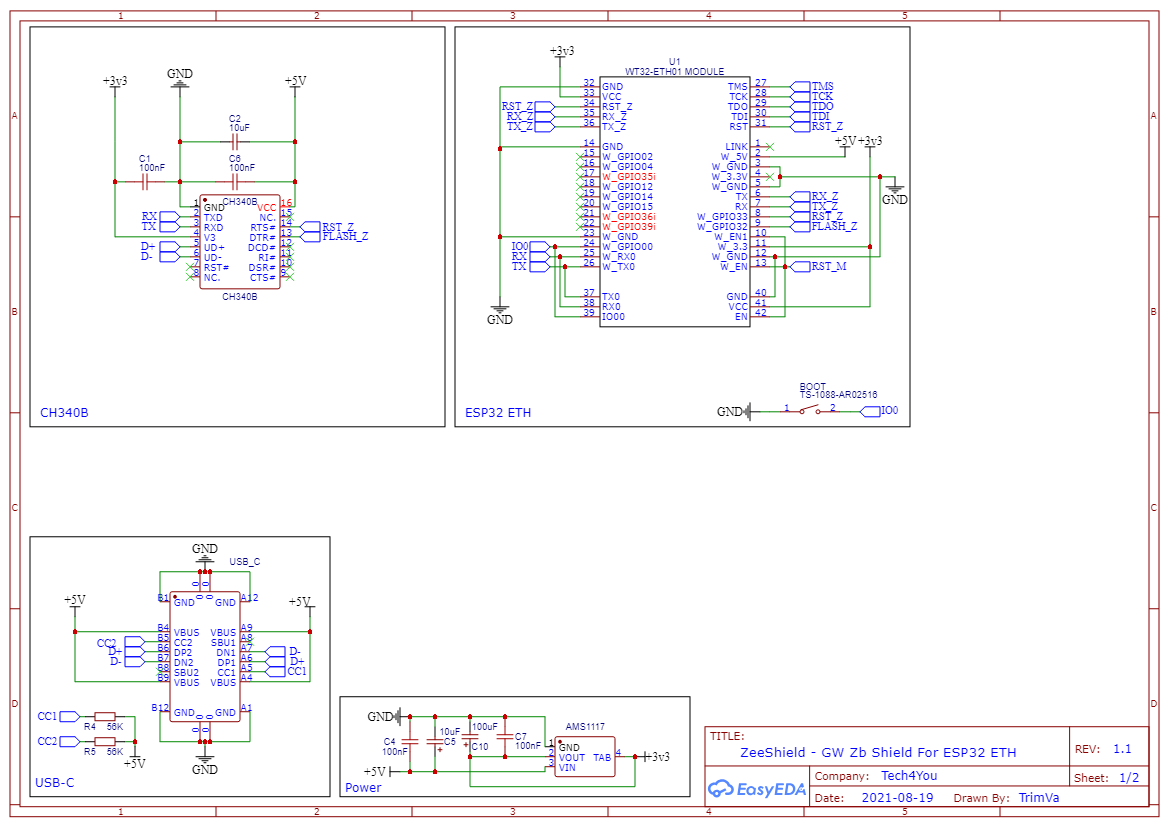 1 2 3 4 5
A
B
C
D
A
B
C
D
+3v3
GND
+5V
C2
10uF
C1
100nF
C6
100nF
CH340B
1 GND
2 TXD
3 RXD
4 V3
5 UD+
6 UD-
7 RST#
8 NC.
VCC 16
NC. 15
RTS# 14
DTR# 13
DCD# 12
RI# 11
DSR# 10
CTS# 9
RX
TX
D+
D-
RST_Z
FLASH_Z
CH340B
CH340B
+3v3
U1
WT32-ETH01 MODULE
32 GND
33 VCC
34 RST_Z
35 RX_Z
36 TX_Z
RST_Z
RX_Z
TX_Z
14 GND
15 W_GPIO02
16 W_GPIO04
17 W_GPIO35i
18 W_GPIO12
19 W_GPIO14
20 W_GPIO15
21 W_GPIO36i
22 W_GPIO39i
23 W_GND
24 W_GPIO00
25 W_RX0
26 W_TX0
IO0
RX
TX
37 TX0
38 RX0
39 IO00
GND
TMS 27 TMS
TCK 28 TCK
TDO 29 TDO
TDI 30 TDI
RST 31 RST_Z
LINK 1
W_5V 2
W_GND 3
W_3.3V 4
W_GND 5
TX 6 RX_Z
RX 7 TX_Z
W_GPIO33 8 RST_Z
W_GPIO32 9 FLASH_Z
W_EN1 10
W_3.3 11
W_GND 12
W_EN 13 RST_M
GND 40
VCC 41
EN 42
+5V +3v3
GND
BOOT
TS-1088-AR02516
GND 1 2 IO0
ESP32 ETH
GND
USB_C
0 0
B1 GND GND A12
+5V
+5V
B4 VBUS VBUS A9
B5 CC2 SBU1 A8
B6 DP2 DN1 A7
B7 DN2 DP1 A6
B8 SBU2 CC1 A5
B9 VBUS VBUS A4
CC2
D+
D-
D-
D+
CC1
B12 GND GND A1
0 0
GND
CC1
R4 56K
CC2
R5 56K
+5V
USB-C
GND
C4
100nF
10uF
C5
100uF
C10
C7
100nF
+5V
AMS1117
1 GND
2 VOUT TAB 4
3 VIN
+3v3
Power
TITLE:
ZeeShield - GW Zb Shield For ESP32 ETH
REV: 1.1
EasyEDA
Company: Tech4You
Sheet: 1/2
Date: 2021-08-19 Drawn By: TrimVa
1 2 3 4 5